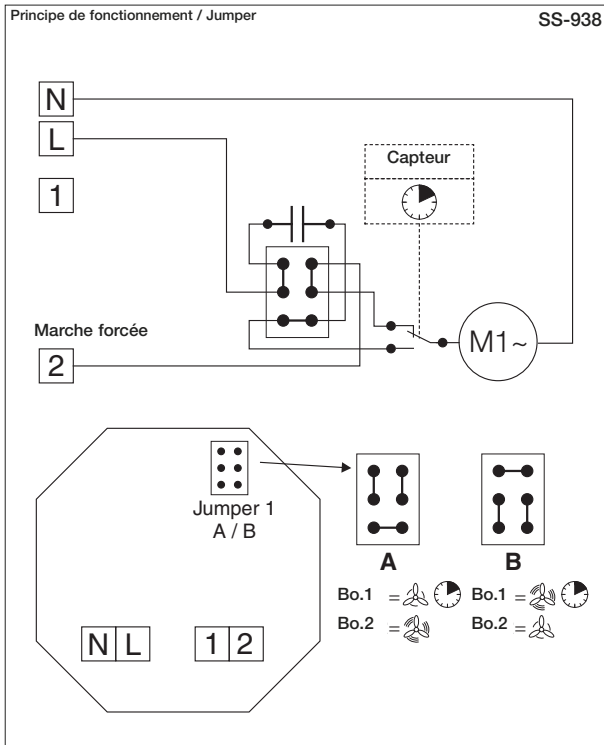 Principe de fonctionnement / Jumper
SS-938
N
L
1
Capteur
Marche forcée
2
M1~
Jumper 1
A / B
N L
1 2
A
B
Bo.1 =
Bo.1 =
Bo.2 =
Bo.2 =